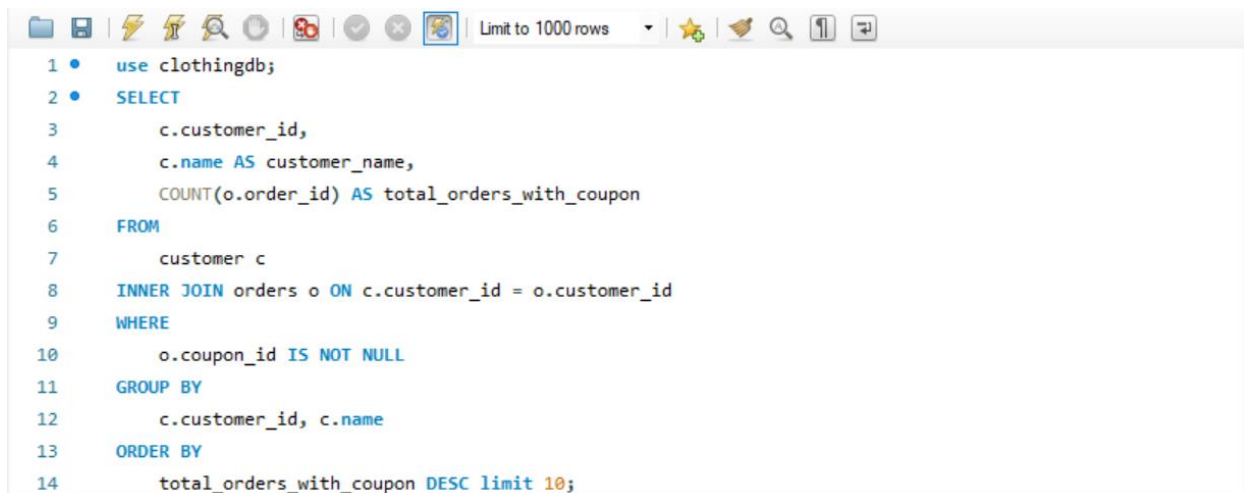 Limit to 1000 rows
1 use clothingdb;
2 SELECT
3 c.customer_id,
4 c.name AS customer_name,
5 COUNT(o.order_id) AS total_orders_with_coupon
6 FROM
7 customer c
8 INNER JOIN orders o ON c.customer_id = o.customer_id
9 WHERE
10 o.coupon_id IS NOT NULL
11 GROUP BY
12 c.customer_id, c.name
13 ORDER BY
14 total_orders_with_coupon DESC limit 10;